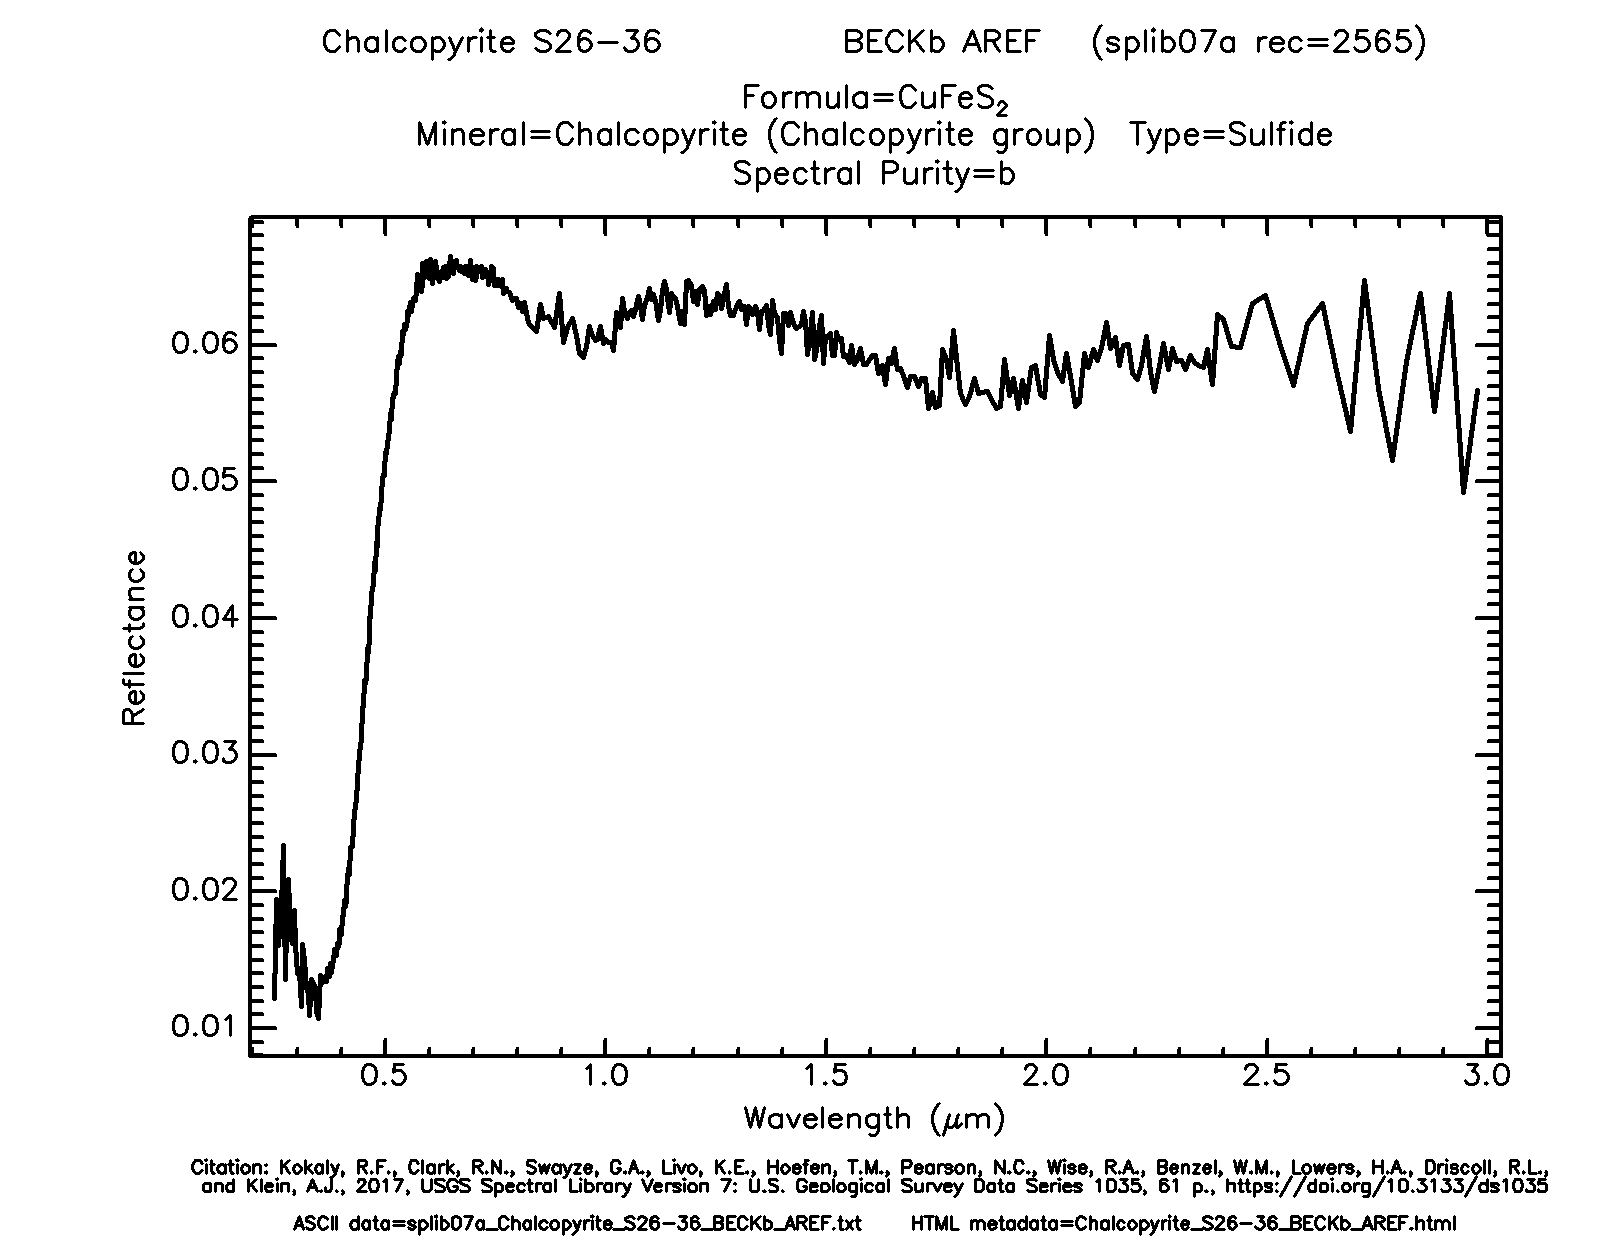 Chalcopyrite S26-36 BECKb AREF (splib07a rec=2565)
Formula=CuFeS2
Mineral=Chalcopyrite (Chalcopyrite group) Type=Sulfide
Spectral Purity=b
0.06
0.05
0.04
0.03
0.02
0.01
Reflectance
0.5 1.0 1.5 2.0 2.5 3.0
Wavelength (μm)
Citation: Kokaly, R.F., Clark, R.N., Swayze, G.A., Livo, K.E., Hoefen, T.M., Pearson, N.C., Wise, R.A., Benzel, W.M., Lowers, H.A., Driscoll, R.L.,
and Klein, A.J., 2017, USGS Spectral Library Version 7: U.S. Geological Survey Data Series 1035, 61 p., https://doi.org/10.3133/ds1035
ASCII data=splib07a_Chalcopyrite_S26-36_BECKb_AREF.txt HTML metadata=Chalcopyrite_S26-36_BECKb_AREF.html